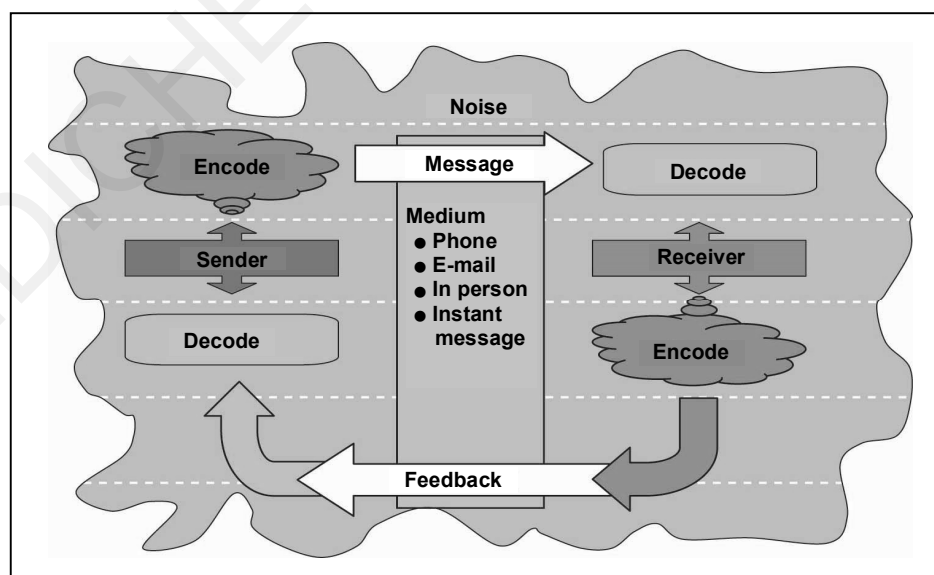 Noise
Encode
Message
Decode
Medium
● Phone
● E-mail
● In person
● Instant
message
Sender
Receiver
Decode
Encode
Feedback